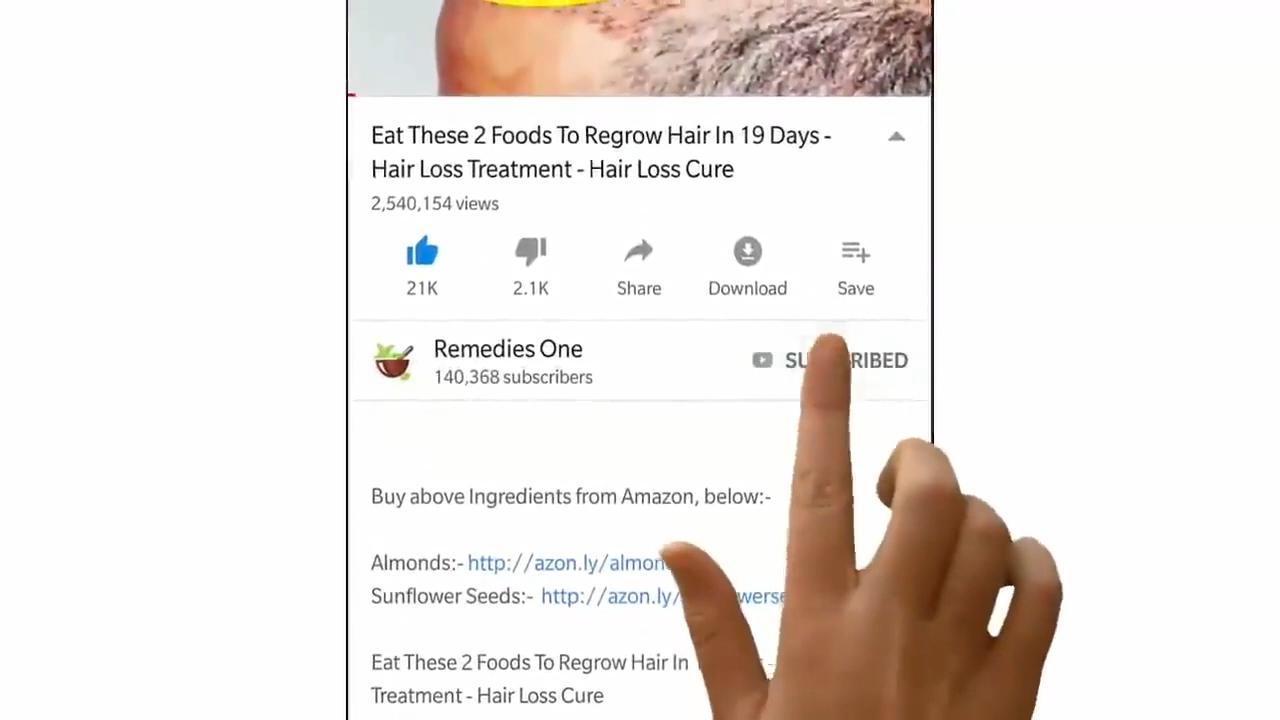 Eat These 2 Foods To Regrow Hair In 19 Days -
Hair Loss Treatment - Hair Loss Cure
2,540,154 views
21K
2.1K
Share
Download
Save
Remedies One
SUBSCRIBED
140,368 subscribers
Buy above Ingredients from Amazon, below:-
Almonds:- http://azon.ly/almon
Sunflower Seeds:- http://azon.ly/
Eat These 2 Foods To Regrow Hair In
Treatment - Hair Loss Cure